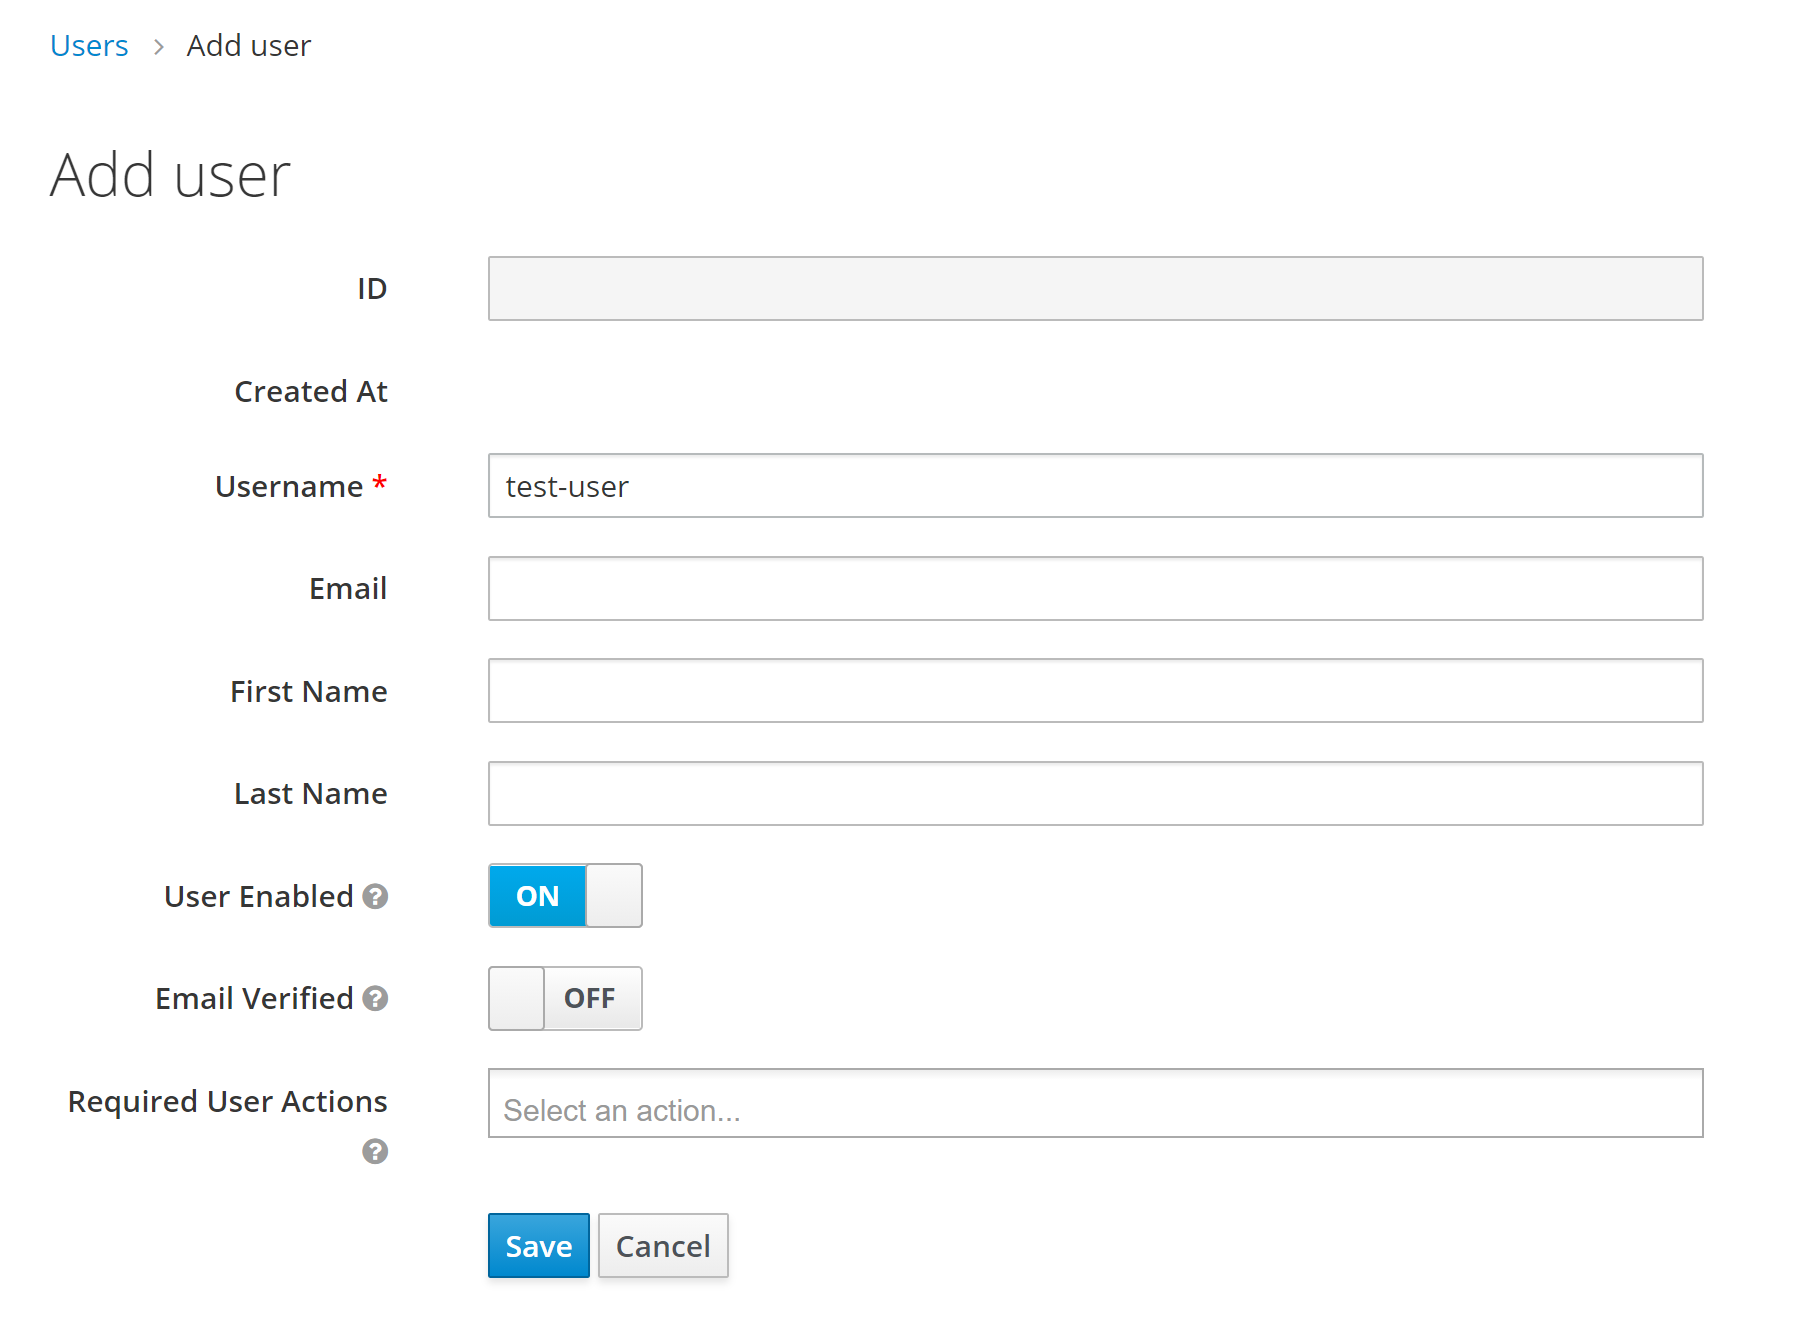 Users > Add user
Add user
ID
Created At
Username * test-user
Email
First Name
Last Name
User Enabled ? ON
Email Verified ? OFF
Required User Actions Select an action...
?
Save Cancel